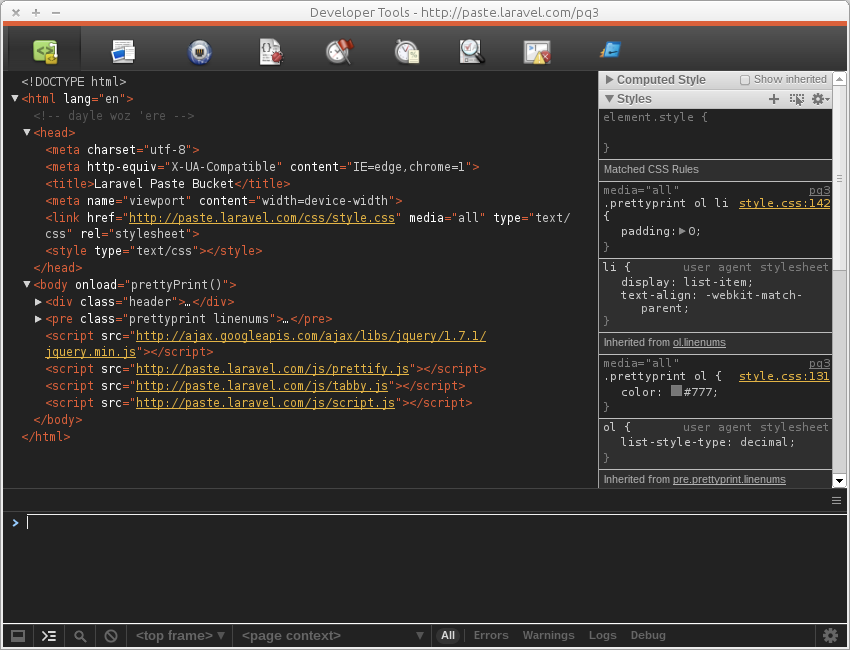 Developer Tools - http://paste.laravel.com/pq3
<!DOCTYPE html>
<html lang="en">
<!-- dayle woz 'ere -->
<head>
<meta charset="utf-8">
<meta http-equiv="X-UA-Compatible" content="IE=edge,chrome=1">
<title>Laravel Paste Bucket</title>
<meta name="viewport" content="width=device-width">
<link href="http://paste.laravel.com/css/style.css" media="all" type="text/
css" rel="stylesheet">
<style type="text/css"></style>
</head>
<body onload="prettyPrint()">
<div class="header">…</div>
<pre class="prettyprint linenums">…</pre>
<script src="http://ajax.googleapis.com/ajax/libs/jquery/1.7.1/
jquery.min.js"></script>
<script src="http://paste.laravel.com/js/prettify.js"></script>
<script src="http://paste.laravel.com/js/tabby.js"></script>
<script src="http://paste.laravel.com/js/script.js"></script>
</body>
</html>
Computed Style Show inherited
Styles
element.style {
}
Matched CSS Rules
media="all" pq3
.prettyprint ol li style.css:142
{
padding: 0;
}
li { user agent stylesheet
display: list-item;
text-align: -webkit-match-
parent;
}
Inherited from ol.linenums
media="all" pq3
.prettyprint ol { style.css:131
color: #777;
}
ol { user agent stylesheet
list-style-type: decimal;
}
Inherited from pre.prettyprint.linenums
>
<top frame> <page context> All Errors Warnings Logs Debug